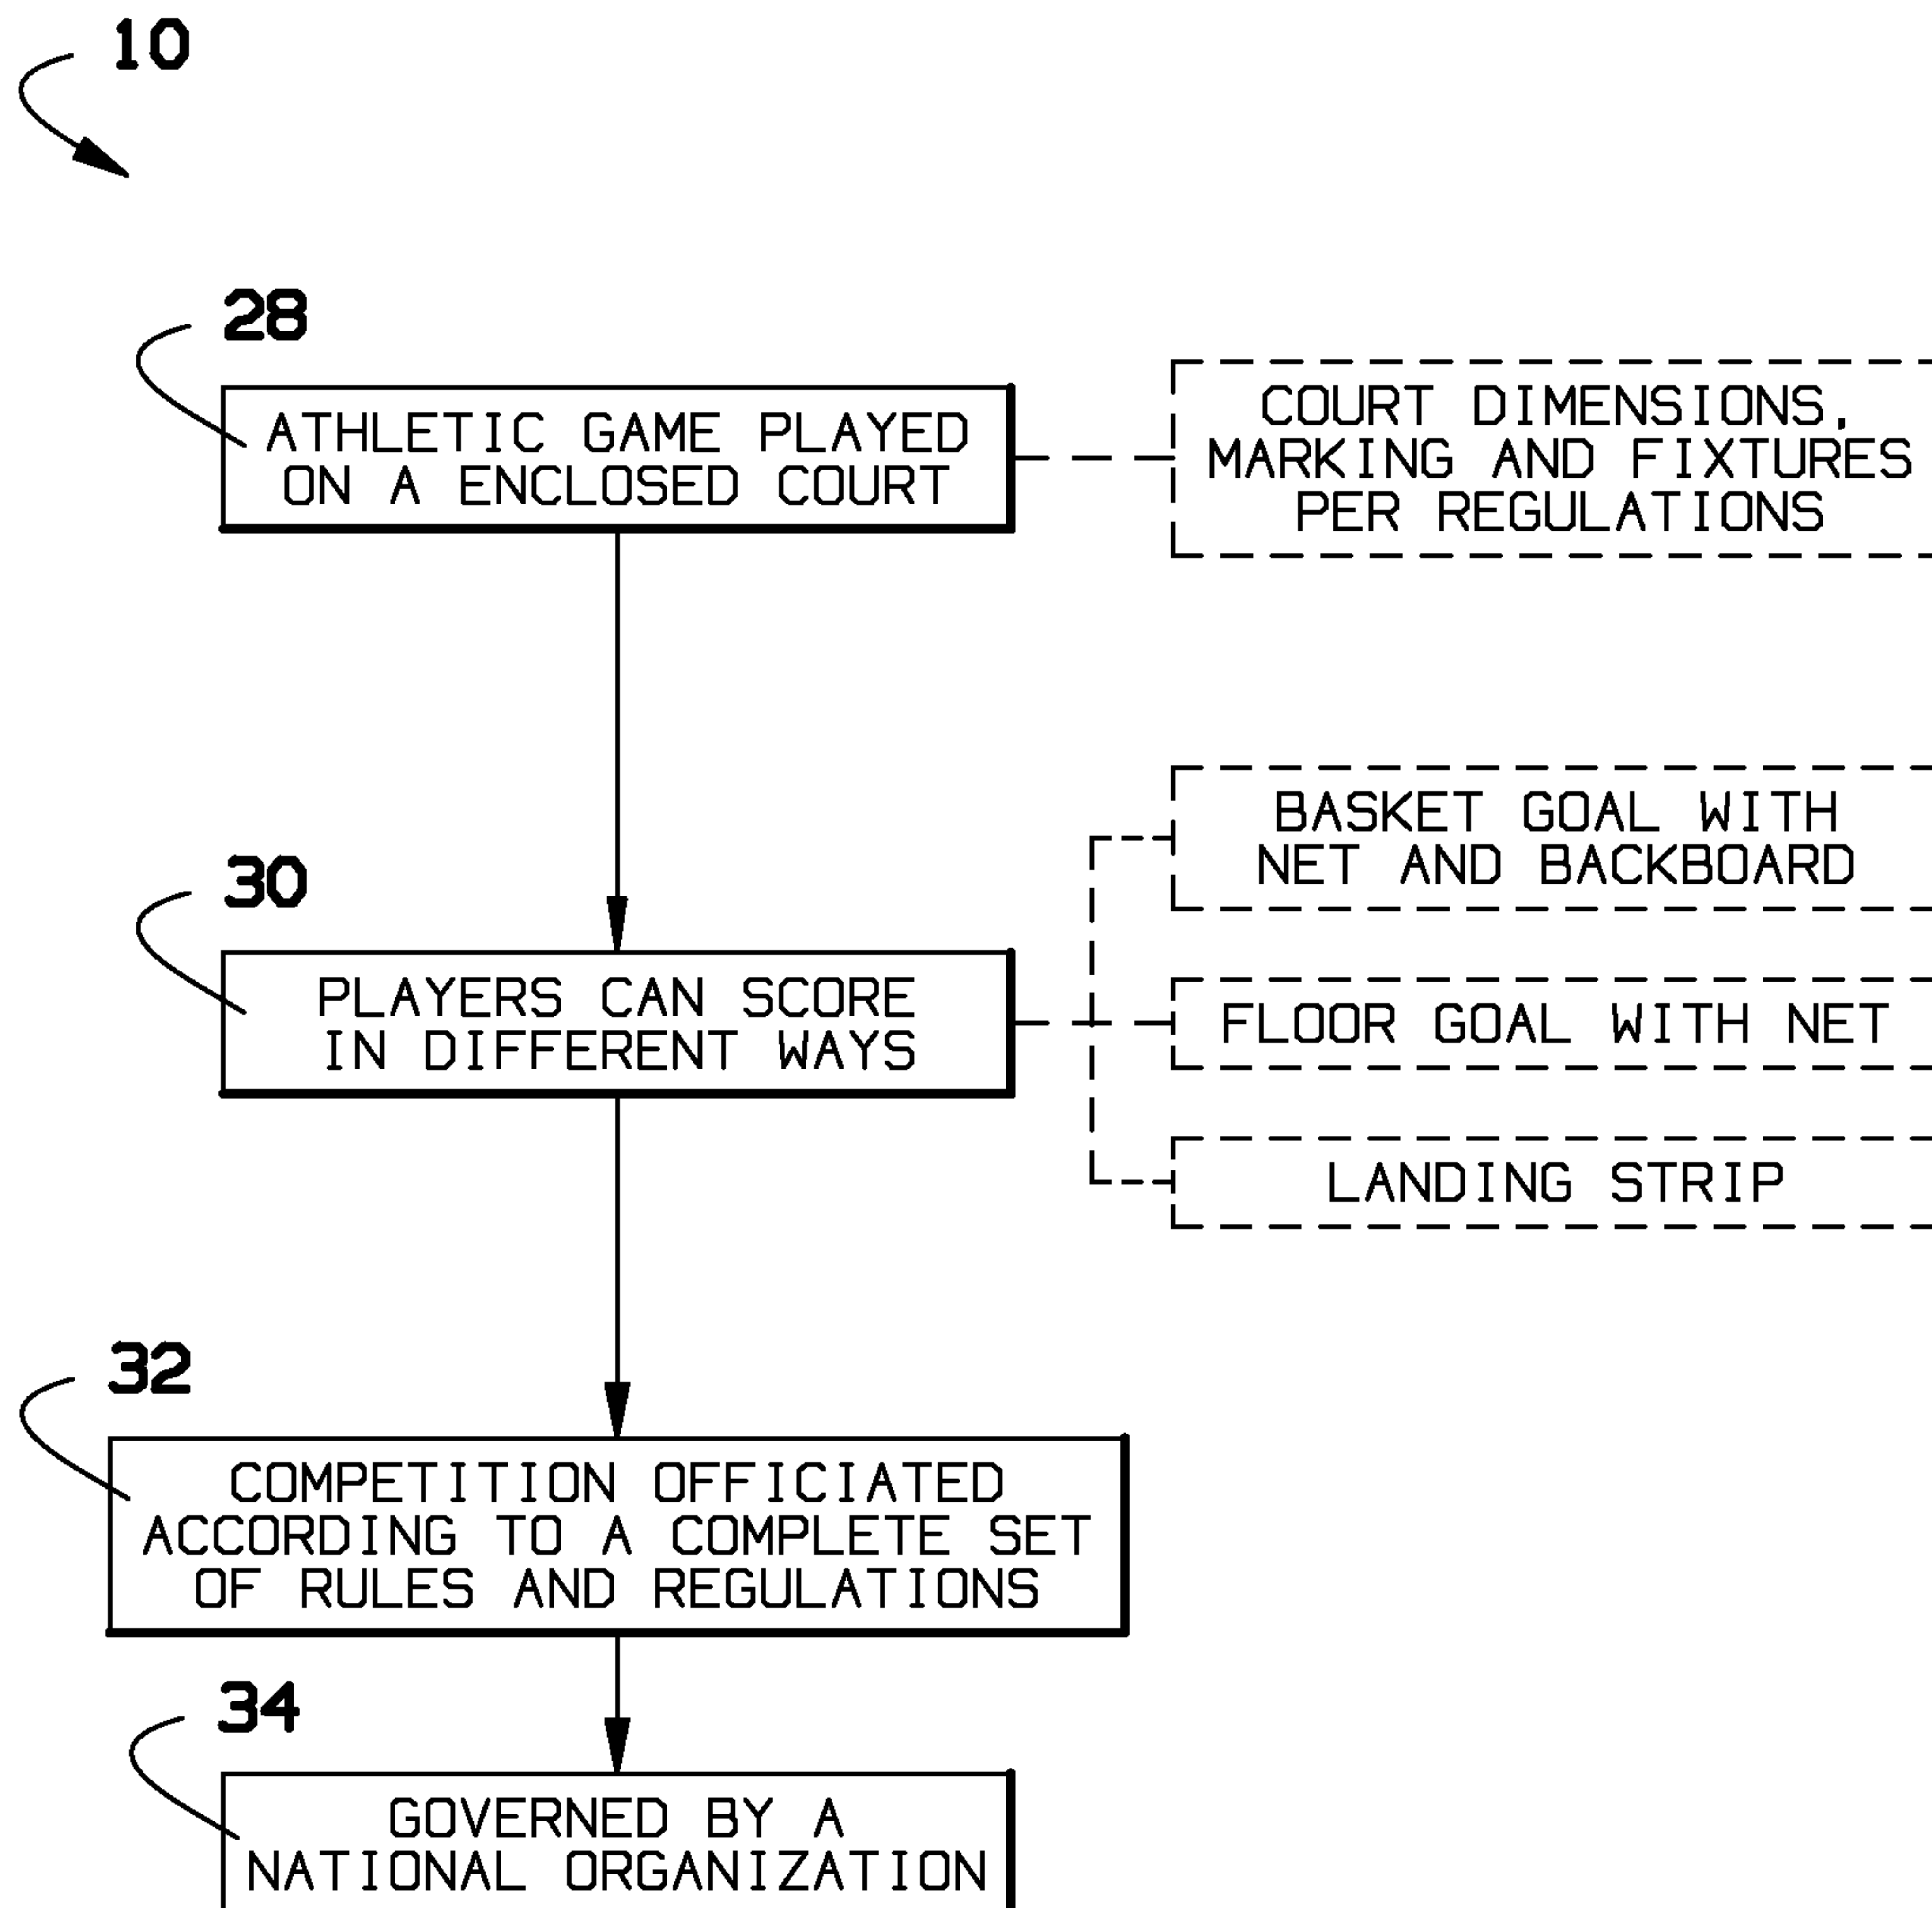 10
28
ATHLETIC GAME PLAYED
ON A ENCLOSED COURT
COURT DIMENSIONS,
MARKING AND FIXTURES
PER REGULATIONS
30
PLAYERS CAN SCORE
IN DIFFERENT WAYS
BASKET GOAL WITH
NET AND BACKBOARD
FLOOR GOAL WITH NET
LANDING STRIP
32
COMPETITION OFFICIATED
ACCORDING TO A COMPLETE SET
OF RULES AND REGULATIONS
34
GOVERNED BY A
NATIONAL ORGANIZATION